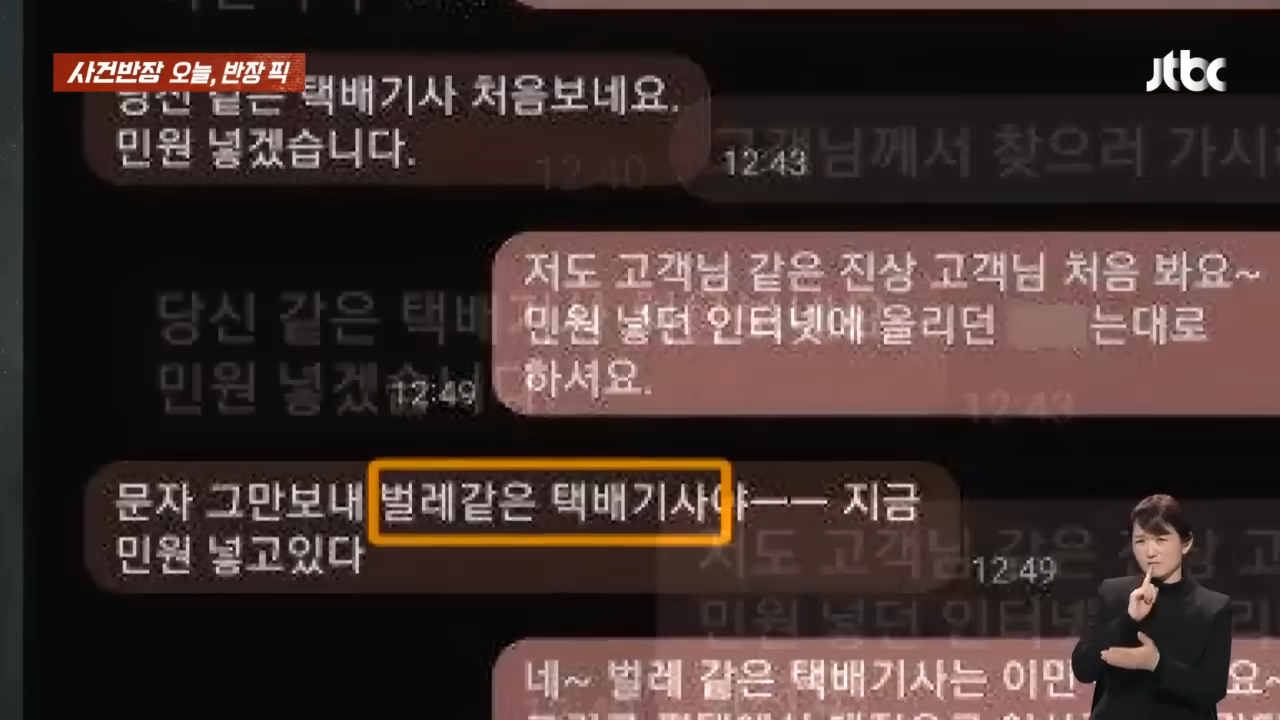 사건반장 오늘, 반장 픽
jtbc
당신 같은 택배기사 처음보네요.
민원 넣겠습니다.
12:43
12:40
고객님께서 찾으러 가시
저도 고객님 같은 진상 고객님 처음 봐요~
민원 넣던 인터넷에 올리던 는대로
하셔요.
12:49
당신 같은 택배
민원 넣겠습니
12:43
문자 그만보내 벌레같은 택배기사야ㅡㅡ 지금
민원 넣고있다
12:49
저도 고객님 같은 진상 고
민원 넣던 인터넷
네~ 벌레 같은 택배기사는 이만
요~